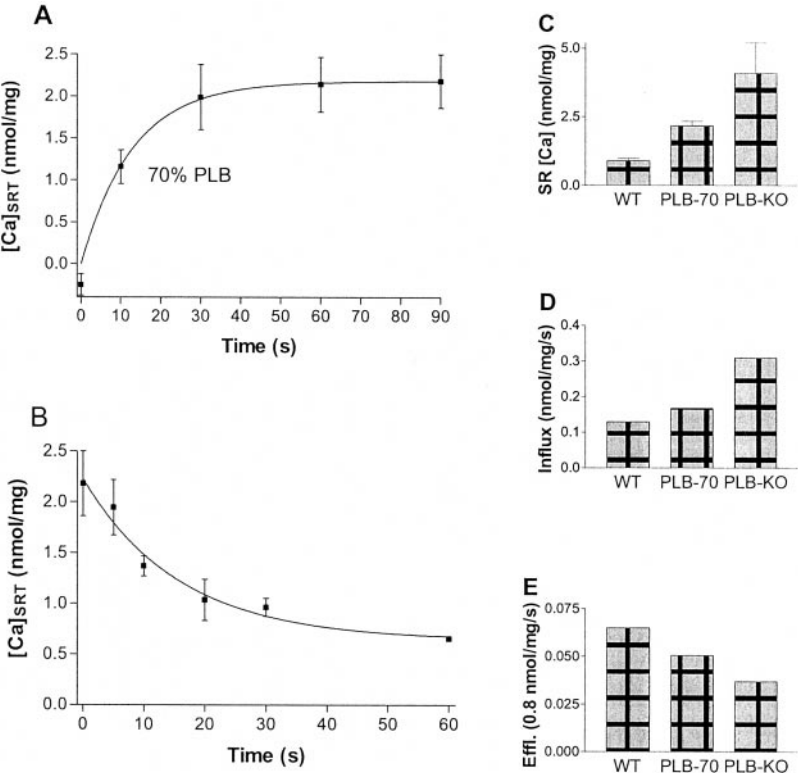 A
[Ca]SRT (nmol/mg)
2.5
2.0
1.5
1.0
0.5
0.0
70% PLB
0 10 20 30 40 50 60 70 80 90
Time (s)
B
[Ca]SRT (nmol/mg)
2.5
2.0
1.5
1.0
0.5
0.0
0 10 20 30 40 50 60
Time (s)
C
SR [Ca] (nmol/mg)
5.0
2.5
0.0
WT PLB-70 PLB-KO
D
Influx (nmol/mg/s)
0.4
0.3
0.2
0.1
0.0
WT PLB-70 PLB-KO
E
Effl. (0.8 nmol/mg/s)
0.075
0.050
0.025
0.000
WT PLB-70 PLB-KO